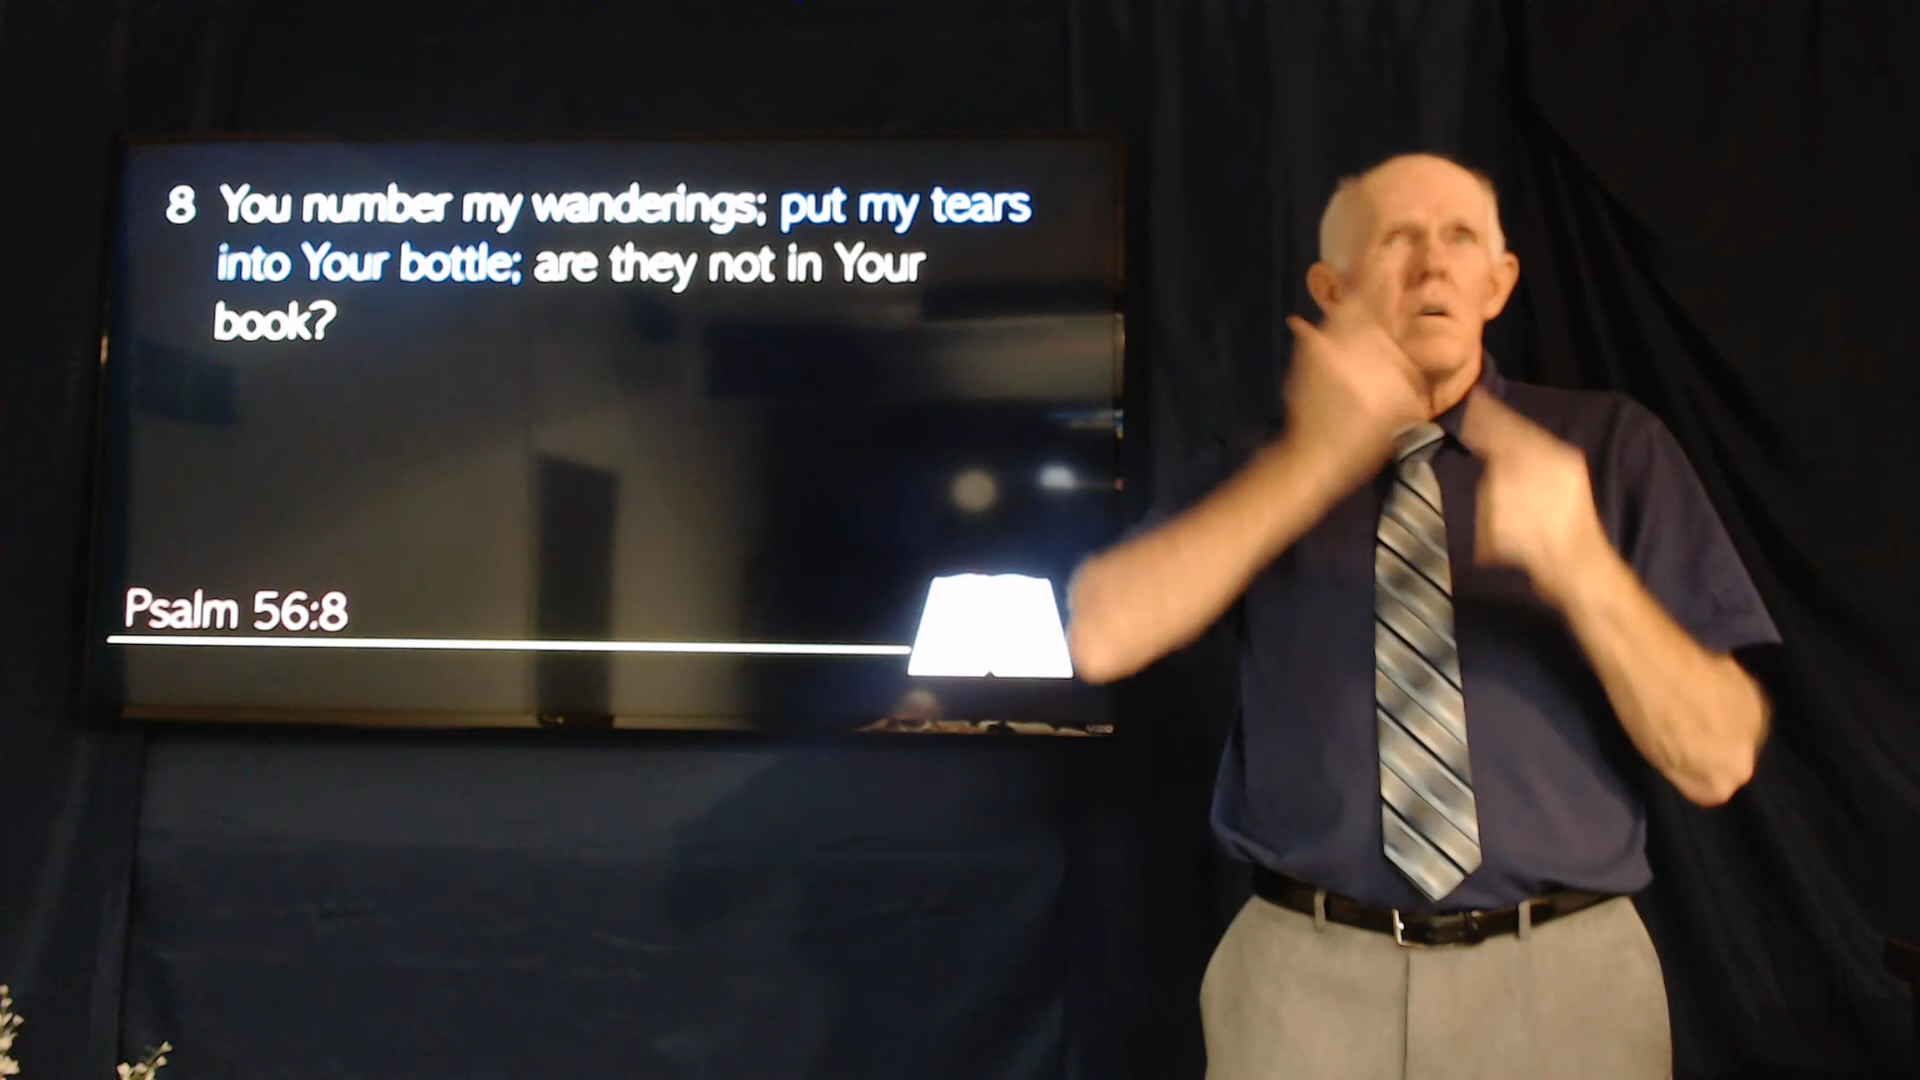 8 You number my wanderings; put my tears
into Your bottle; are they not in Your
book?
Psalm 56:8